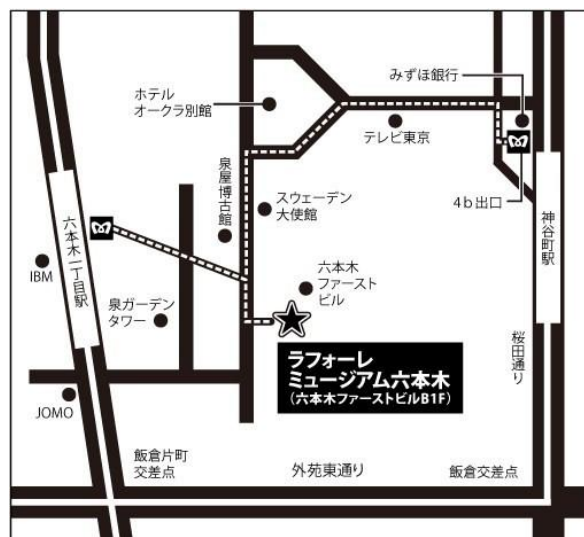 みずほ銀行
ホテル
オークラ別館
テレビ東京
泉屋博古館
スウェーデン
大使館
4b出口
神谷町駅
六本木一丁目駅
IBM
六本木
ファースト
ビル
泉ガーデン
タワー
桜田通り
ラフォーレ
ミュージアム六本木
(六本木ファーストビルB1F)
JOMO
飯倉片町
交差点
外苑東通り
飯倉交差点